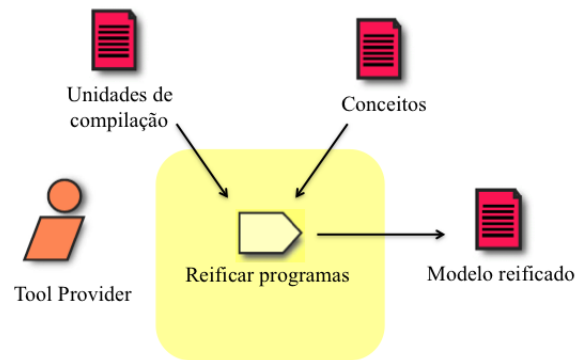 Unidades de
compilação
Conceitos
Tool Provider
Reificar programas
Modelo reificado